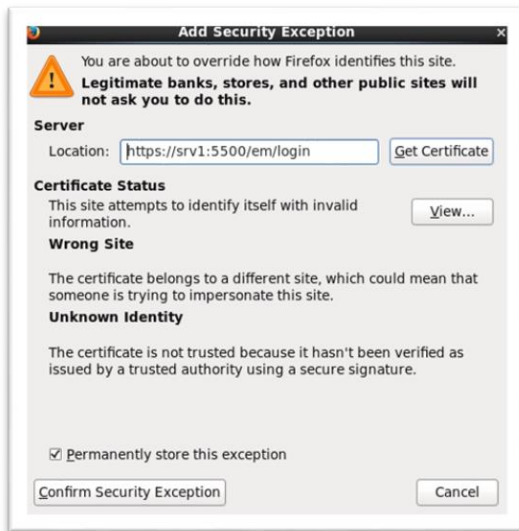 Add Security Exception
You are about to override how Firefox identifies this site.
Legitimate banks, stores, and other public sites will
not ask you to do this.
Server
Location: https://srv1:5500/em/login Get Certificate
Certificate Status
This site attempts to identify itself with invalid
information.
View...
Wrong Site
The certificate belongs to a different site, which could mean that
someone is trying to impersonate this site.
Unknown Identity
The certificate is not trusted because it hasn't been verified as
issued by a trusted authority using a secure signature.
Permanently store this exception
Confirm Security Exception Cancel